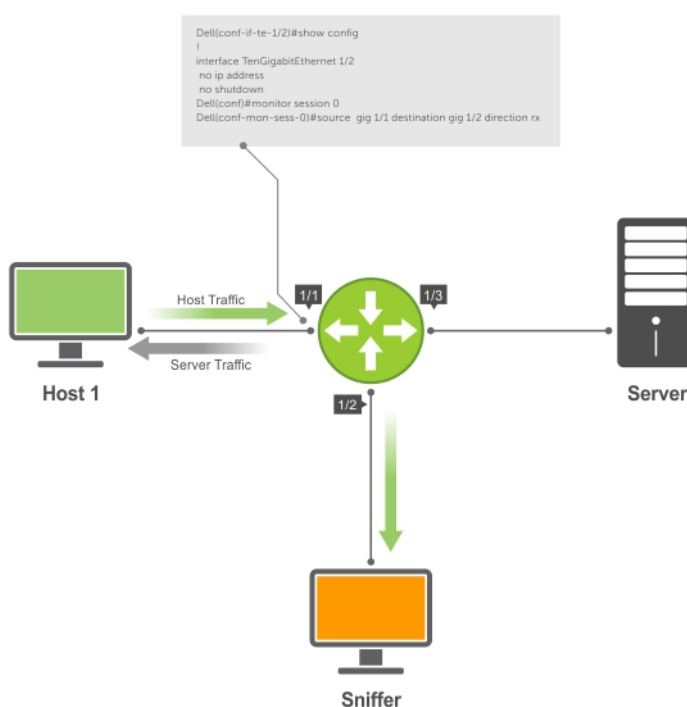 Dell(conf-if-te-1/2)#show config
!
interface TenGigabitEthernet 1/2
no ip address
no shutdown
Dell(conf)#monitor session 0
Dell(conf-mon-sess-0)#source gig 1/1 destination gig 1/2 direction rx
Host Traffic
1/1
1/3
Server Traffic
Host 1
Server
1/2
Sniffer